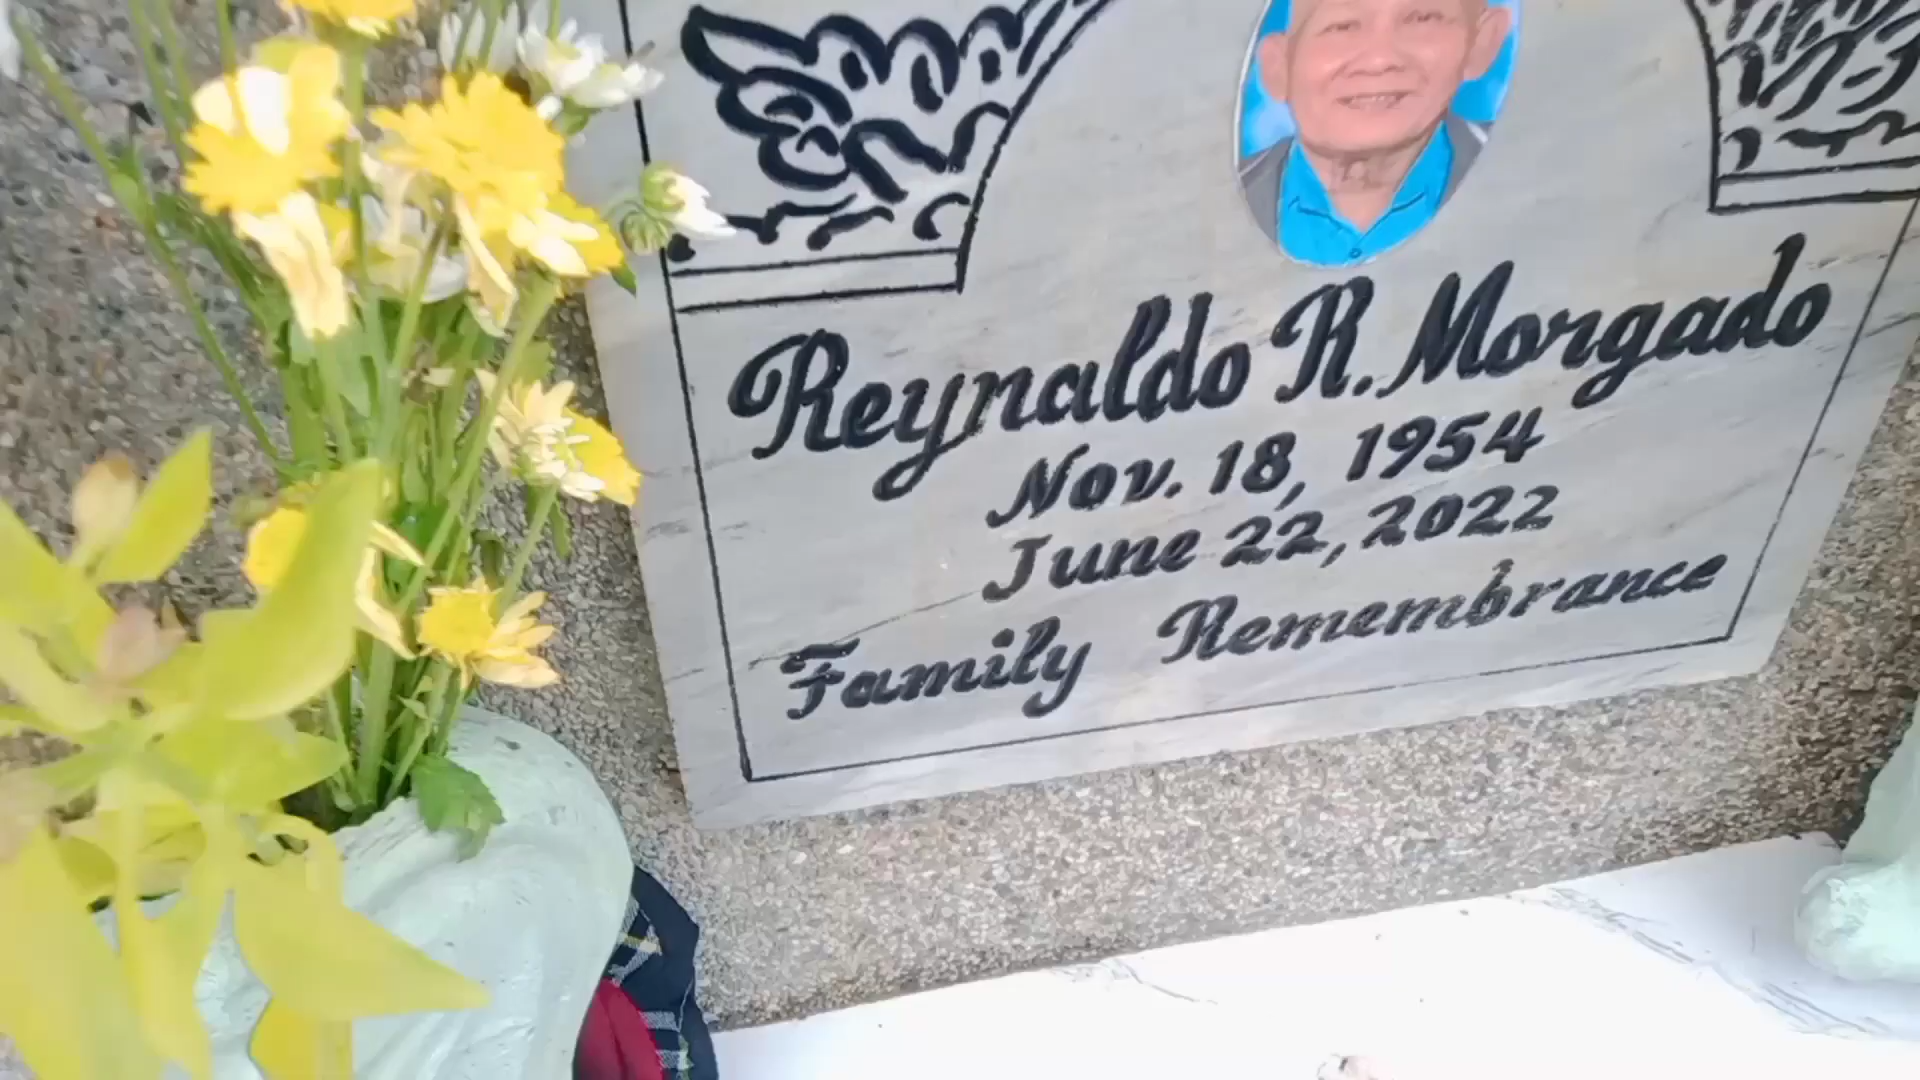 Reynaldo R. Morgado
Nov. 18, 1954
June 22, 2022
Family Remembrance